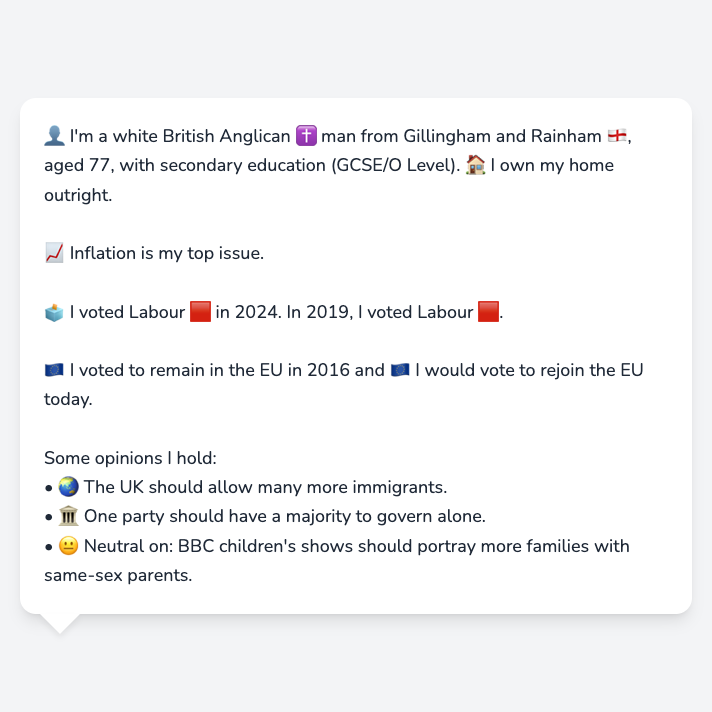 👤 I'm a white British Anglican ✝️ man from Gillingham and Rainham 🏴󠁧󠁢󠁥󠁮󠁧󠁿,
aged 77, with secondary education (GCSE/O Level). 🏠 I own my home
outright.
📈 Inflation is my top issue.
🗳️ I voted Labour 🟥 in 2024. In 2019, I voted Labour 🟥.
🇪🇺 I voted to remain in the EU in 2016 and 🇪🇺 I would vote to rejoin the EU
today.
Some opinions I hold:
• 🌏 The UK should allow many more immigrants.
• 🏛️ One party should have a majority to govern alone.
• 😐 Neutral on: BBC children's shows should portray more families with
same-sex parents.